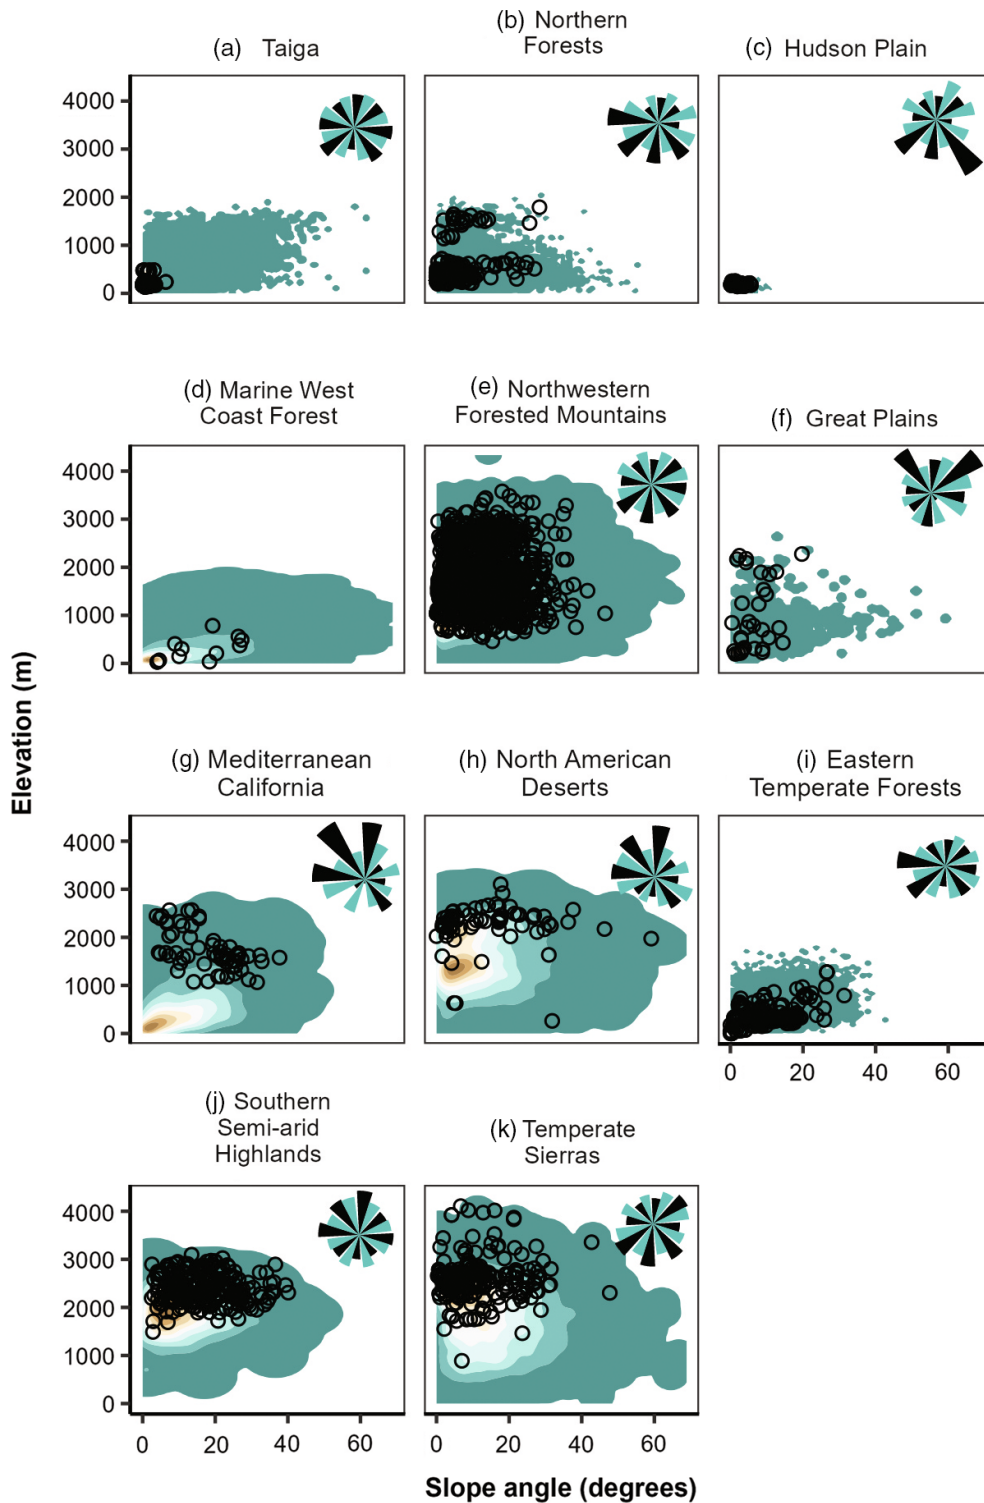 (a) Taiga
(b) Northern
Forests
(c) Hudson Plain
4000
3000
2000
1000
0
(d) Marine West
Coast Forest
(e) Northwestern
Forested Mountains
(f) Great Plains
4000
3000
2000
1000
0
Elevation (m)
(g) Mediterranean
California
(h) North American
Deserts
(i) Eastern
Temperate Forests
4000
3000
2000
1000
0
0 20 40 60
(j) Southern
Semi-arid
Highlands
(k) Temperate
Sierras
4000
3000
2000
1000
0
0 20 40 60
0 20 40 60
Slope angle (degrees)